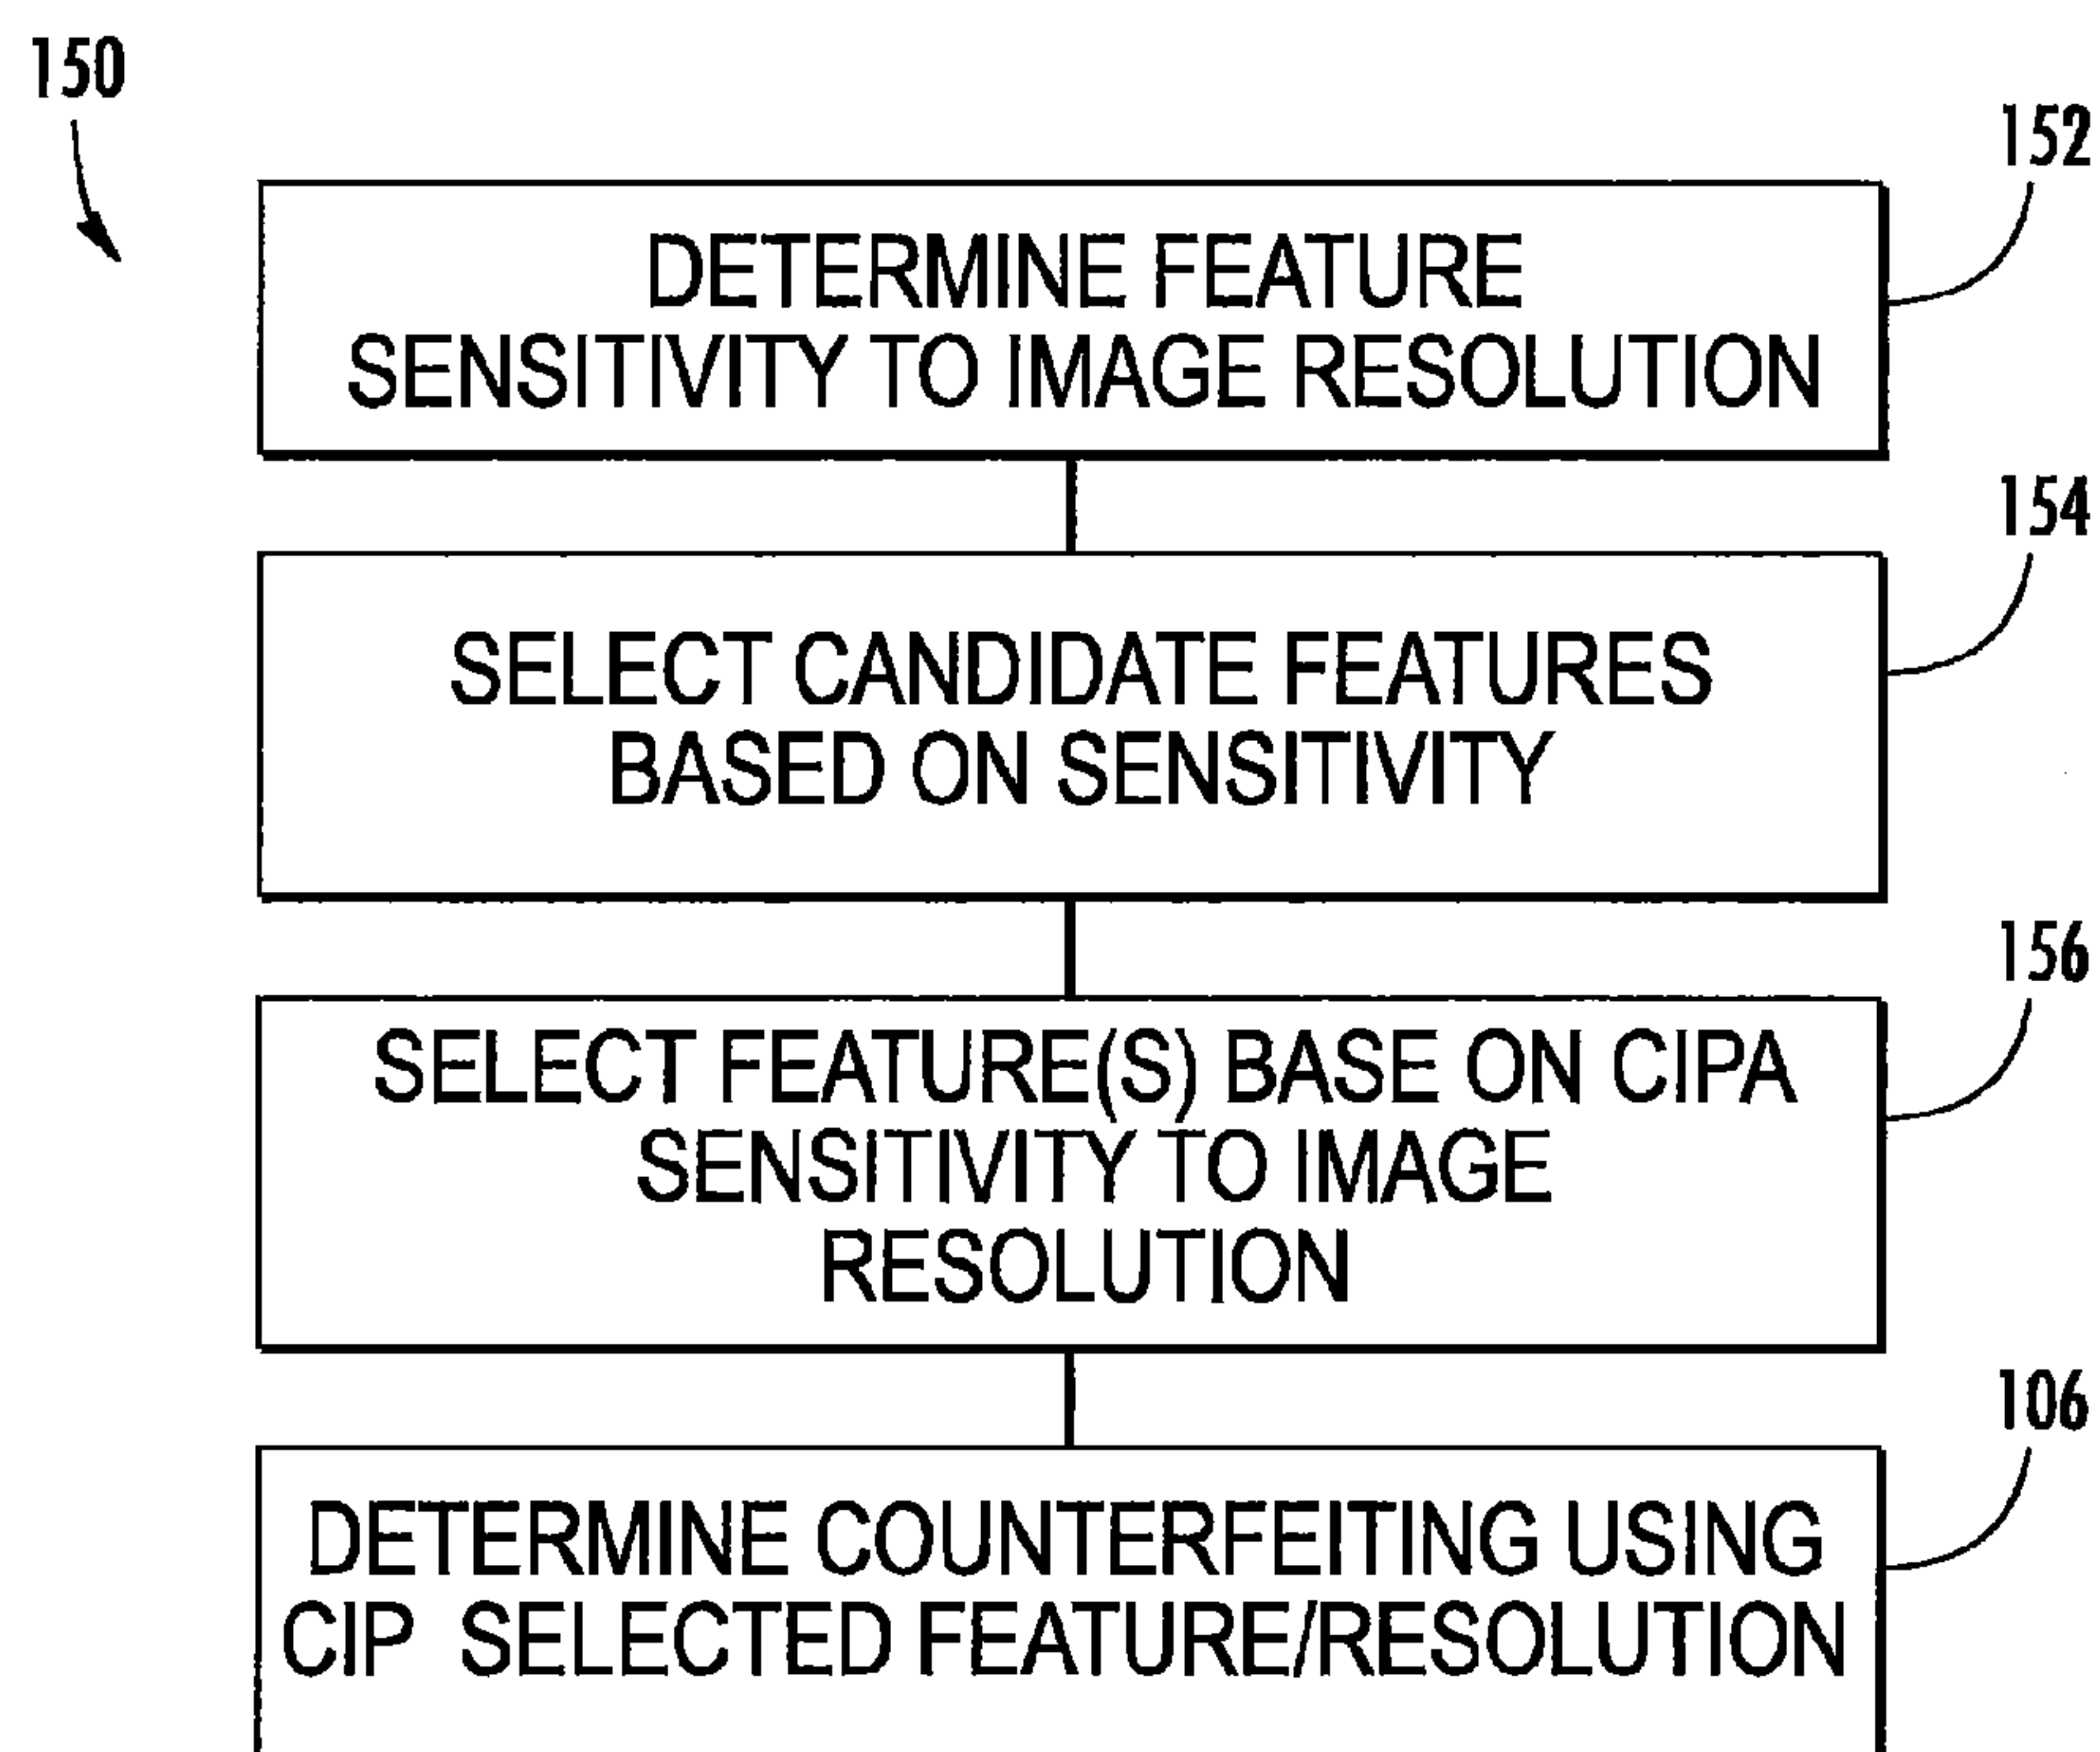 150
152
DETERMINE FEATURE
SENSITIVITY TO IMAGE RESOLUTION
154
SELECT CANDIDATE FEATURES
BASED ON SENSITIVITY
156
SELECT FEATURE(S) BASE ON CIPA
SENSITIVITY TO IMAGE
RESOLUTION
106
DETERMINE COUNTERFEITING USING
CIP SELECTED FEATURE/RESOLUTION